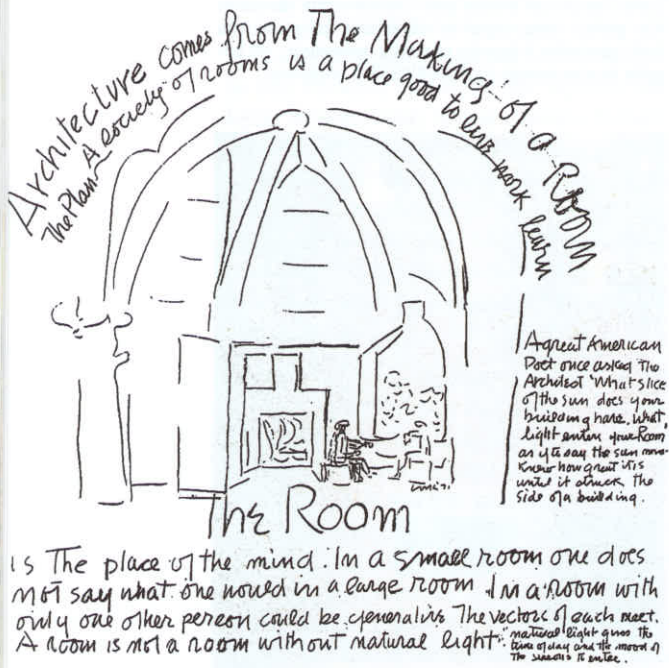 Architecture comes from The Making of a Room
The Plan–A society of rooms is a place good to live work learn
A great American
Poet once asked The
Architect 'What slice
of the sun does your
building have. What
light enters your Room
as if to say the sun never
knew how great it is
until it struck the
side of a building.
The Room
is The place of the mind. In a small room one does
not say what one would in a large room In a room with
only one other person could be generative The vectors of each meet.
A room is not a room without natural light.
natural light gives the
time of day and the mood of
The seasons to enter.